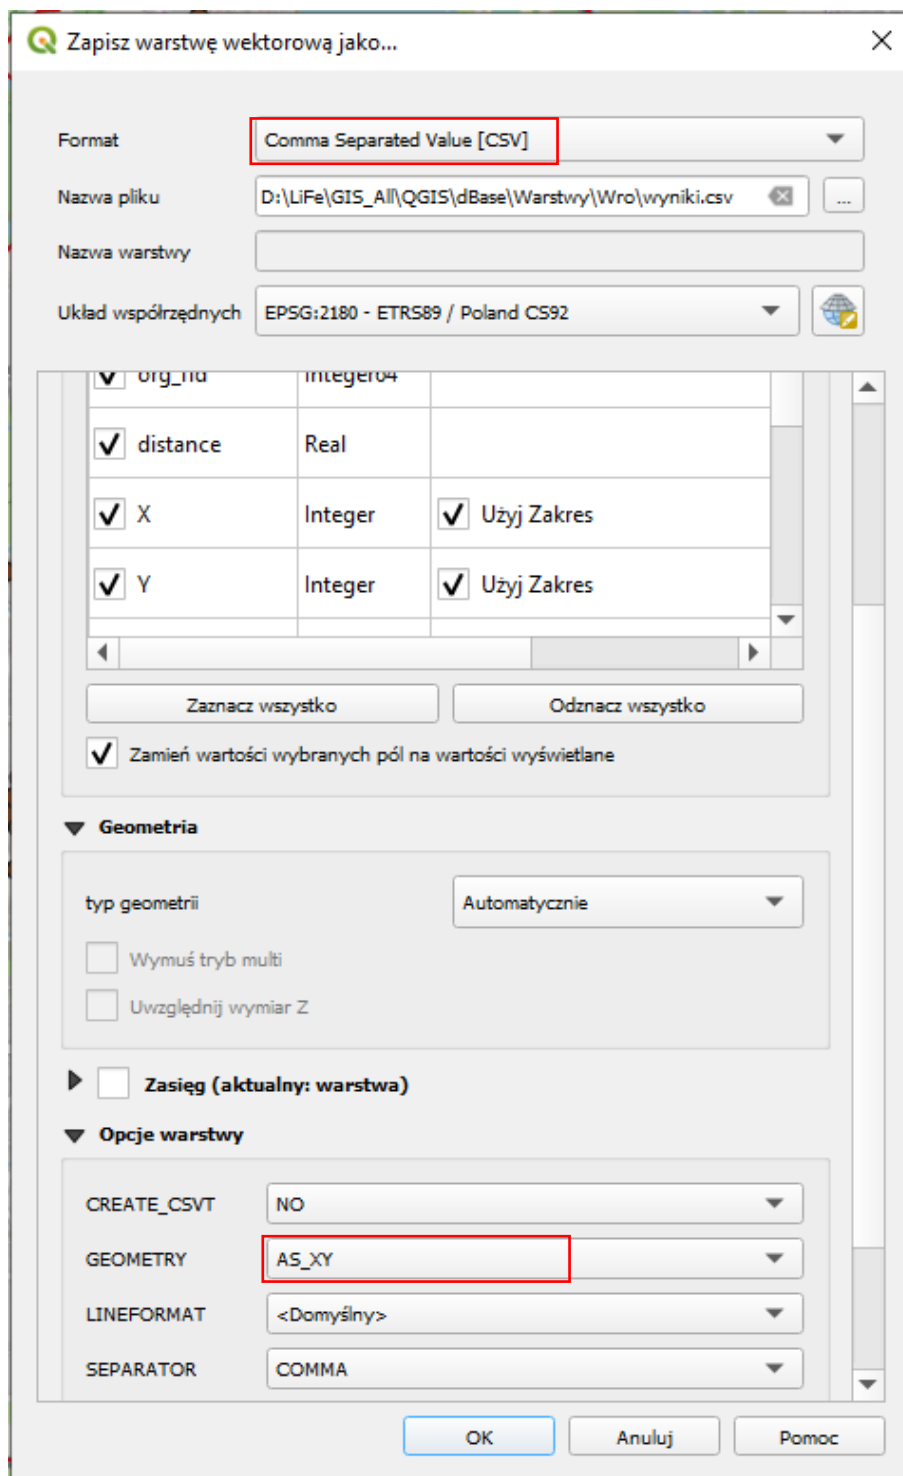 Zapisz warstwę wektorową jako...
Format Comma Separated Value [CSV]
Nazwa pliku D:\LiFe\GIS_All\QGIS\dBase\Warstwy\Wro\wyniki.csv ...
Nazwa warstwy
Układ współrzędnych EPSG:2180 - ETRS89 / Poland CS92
org_fid Integer64
distance Real
X Integer Użyj Zakres
Y Integer Użyj Zakres
Zaznacz wszystko Odznacz wszystko
Zamień wartości wybranych pól na wartości wyświetlane
Geometria
typ geometrii Automatycznie
Wymuś tryb multi
Uwzględnij wymiar Z
Zasięg (aktualny: warstwa)
Opcje warstwy
CREATE_CSVT NO
GEOMETRY AS_XY
LINEFORMAT <Domyślny>
SEPARATOR COMMA
OK Anuluj Pomoc